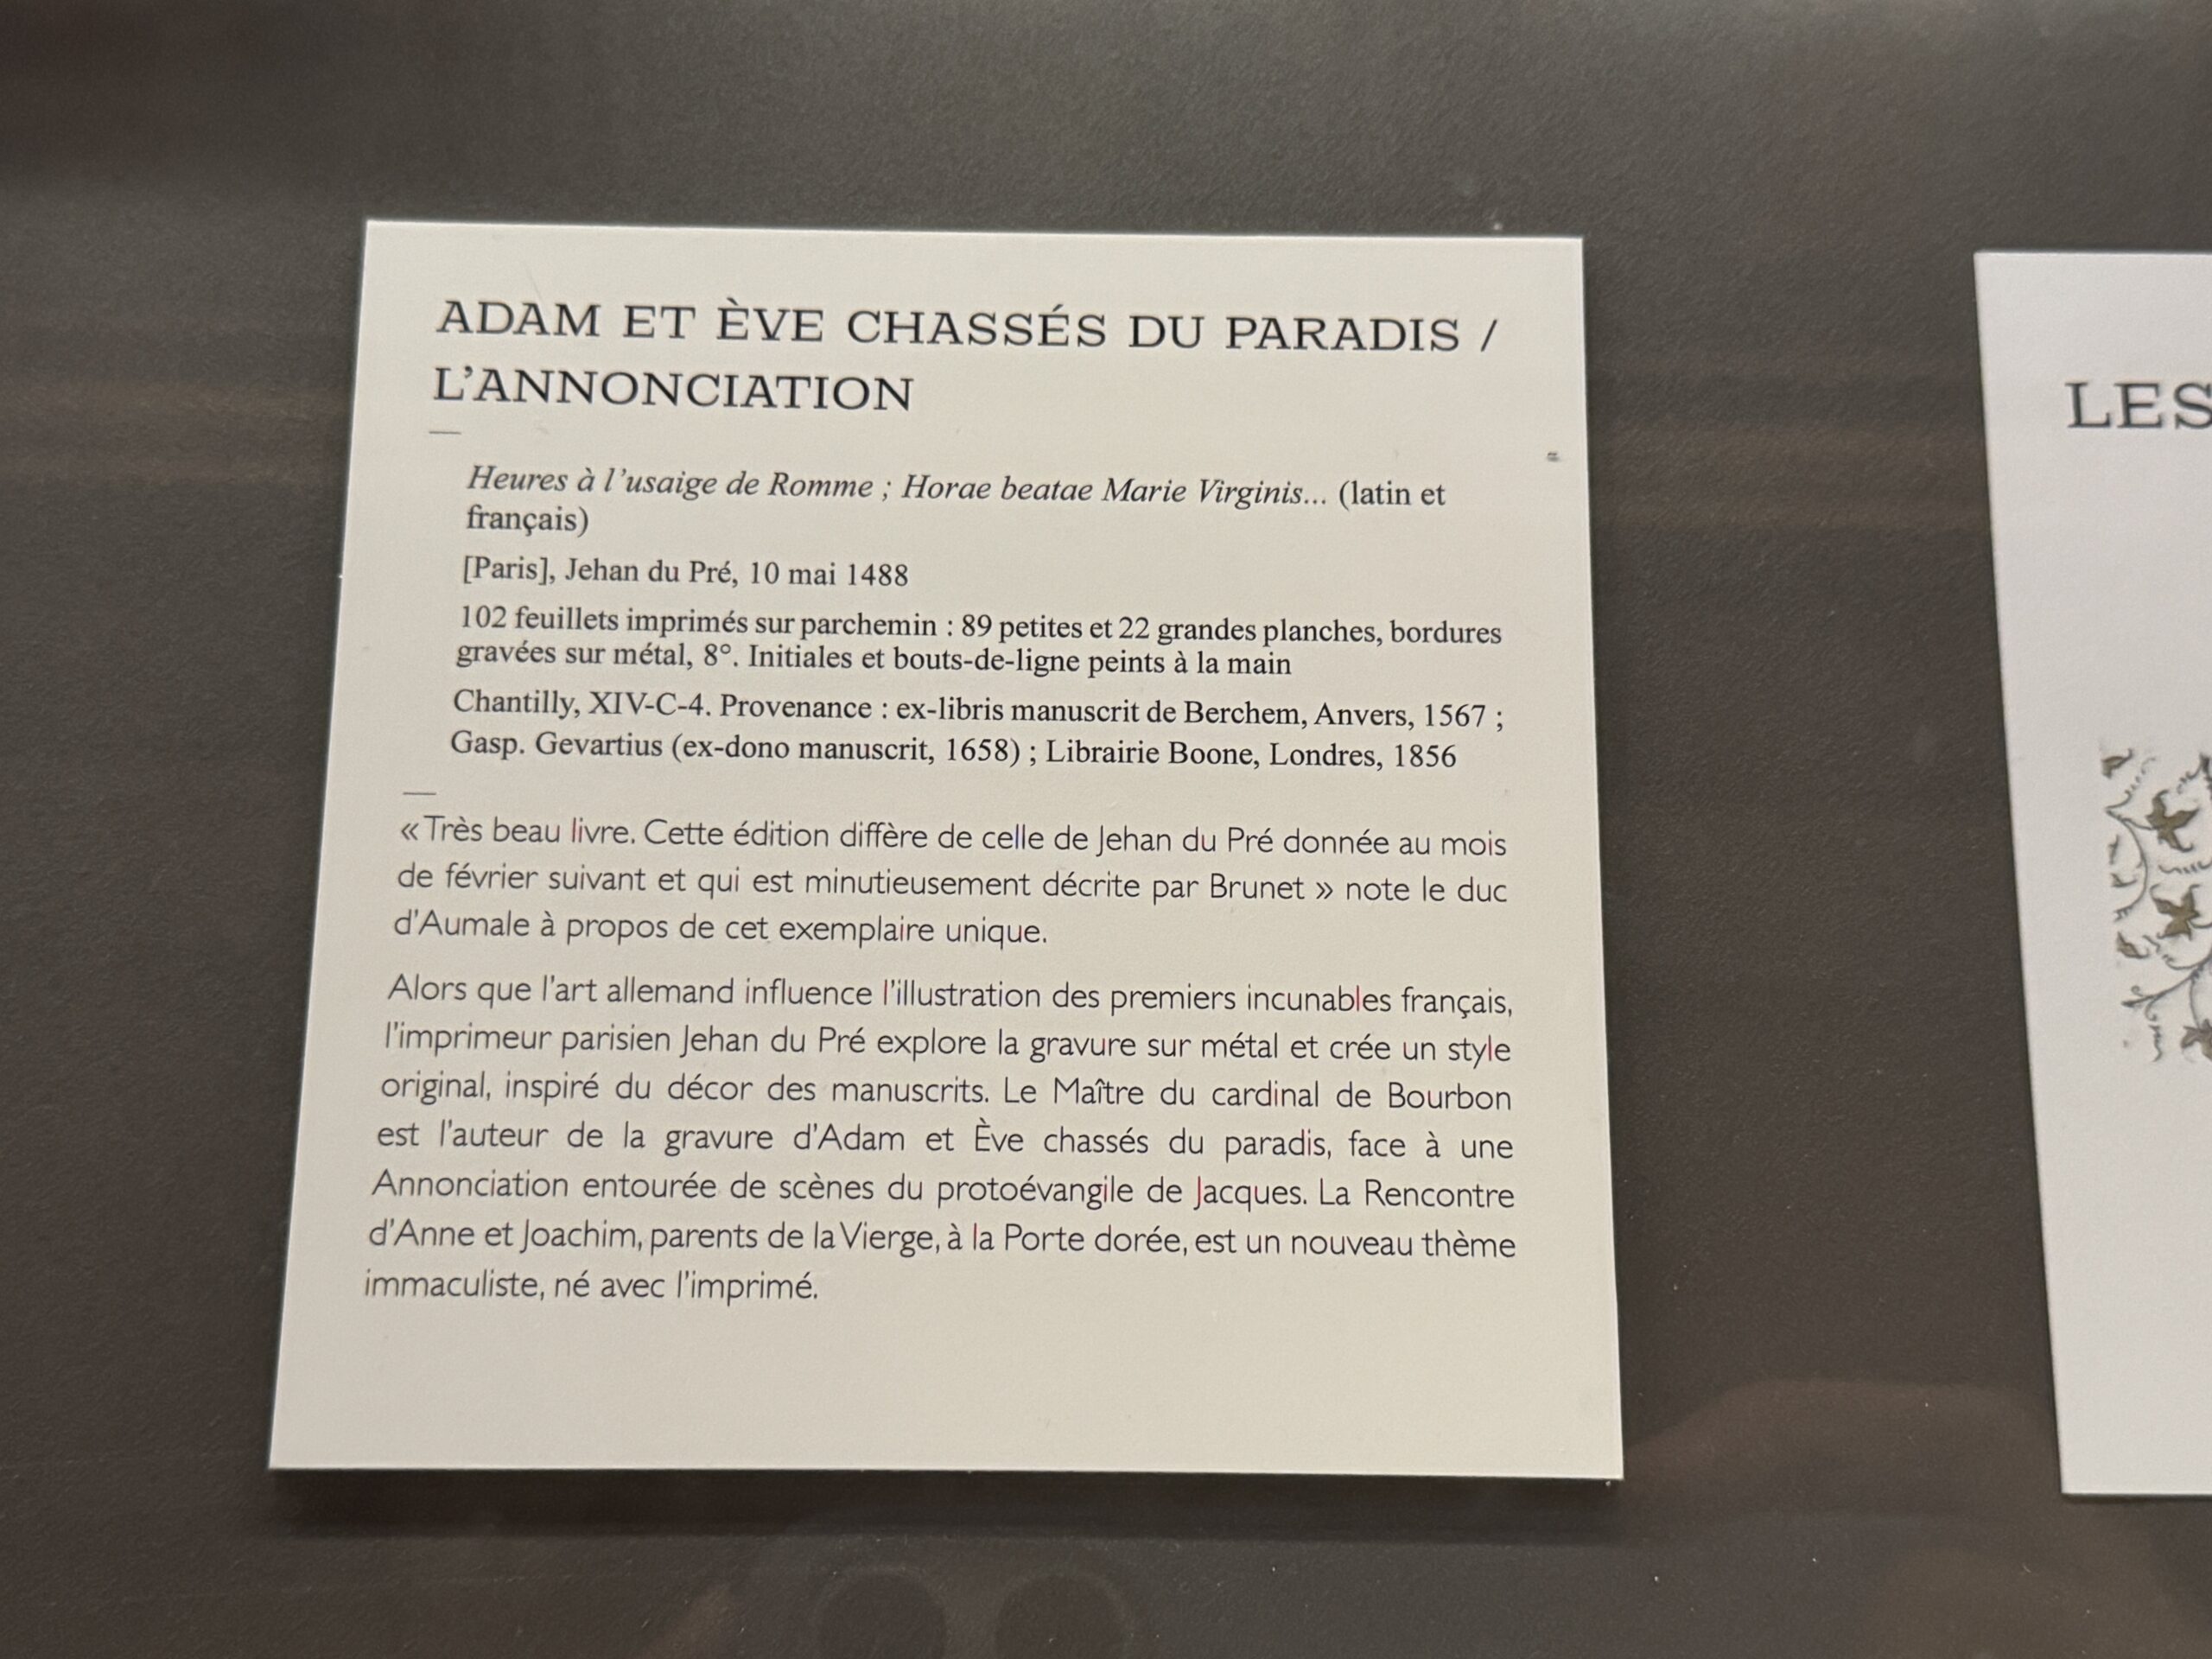 ADAM ET ÈVE CHASSÉS DU PARADIS /
L'ANNONCIATION
Heures à l'usaige de Romme ; Horae beatae Marie Virginis... (latin et
français)
[Paris], Jehan du Pré, 10 mai 1488
102 feuillets imprimés sur parchemin : 89 petites et 22 grandes planches, bordures
gravées sur métal, 8°. Initiales et bouts-de-ligne peints à la main
Chantilly, XIV-C-4. Provenance : ex-libris manuscrit de Berchem, Anvers, 1567 ;
Gasp. Gevartius (ex-dono manuscrit, 1658) ; Librairie Boone, Londres, 1856
« Très beau livre. Cette édition diffère de celle de Jehan du Pré donnée au mois
de février suivant et qui est minutieusement décrite par Brunet » note le duc
d'Aumale à propos de cet exemplaire unique.
Alors que l'art allemand influence l'illustration des premiers incunables français,
l'imprimeur parisien Jehan du Pré explore la gravure sur métal et crée un style
original, inspiré du décor des manuscrits. Le Maître du cardinal de Bourbon
est l'auteur de la gravure d'Adam et Ève chassés du paradis, face à une
Annonciation entourée de scènes du protoévangile de Jacques. La Rencontre
d'Anne et Joachim, parents de la Vierge, à la Porte dorée, est un nouveau thème
immaculiste, né avec l'imprimé.
LES